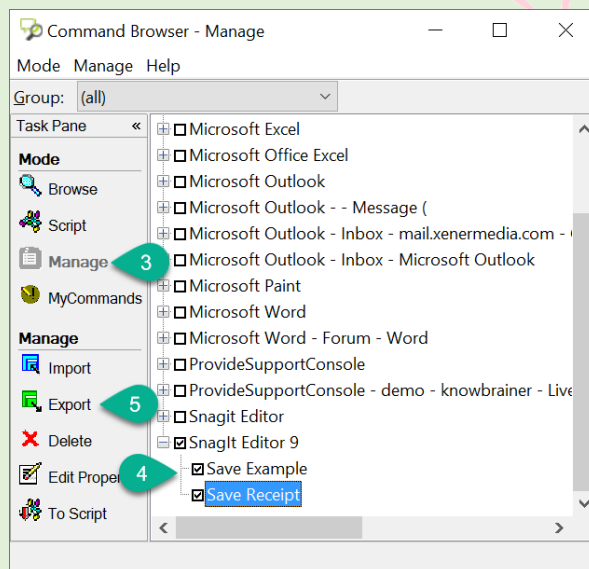 Command Browser - Manage
Mode Manage Help
Group: (all)
Task Pane «
Mode
Browse
Script
Manage 3
MyCommands
Manage
Import
Export 5
Delete
Edit Proper 4
To Script
Microsoft Excel
Microsoft Office Excel
Microsoft Outlook
Microsoft Outlook - - Message (
Microsoft Outlook - Inbox - mail.xenermedia.com -
Microsoft Outlook - Inbox - Microsoft Outlook
Microsoft Paint
Microsoft Word
Microsoft Word - Forum - Word
ProvideSupportConsole
ProvideSupportConsole - demo - knowbrainer - Live
Snagit Editor
SnagIt Editor 9
Save Example
Save Receipt